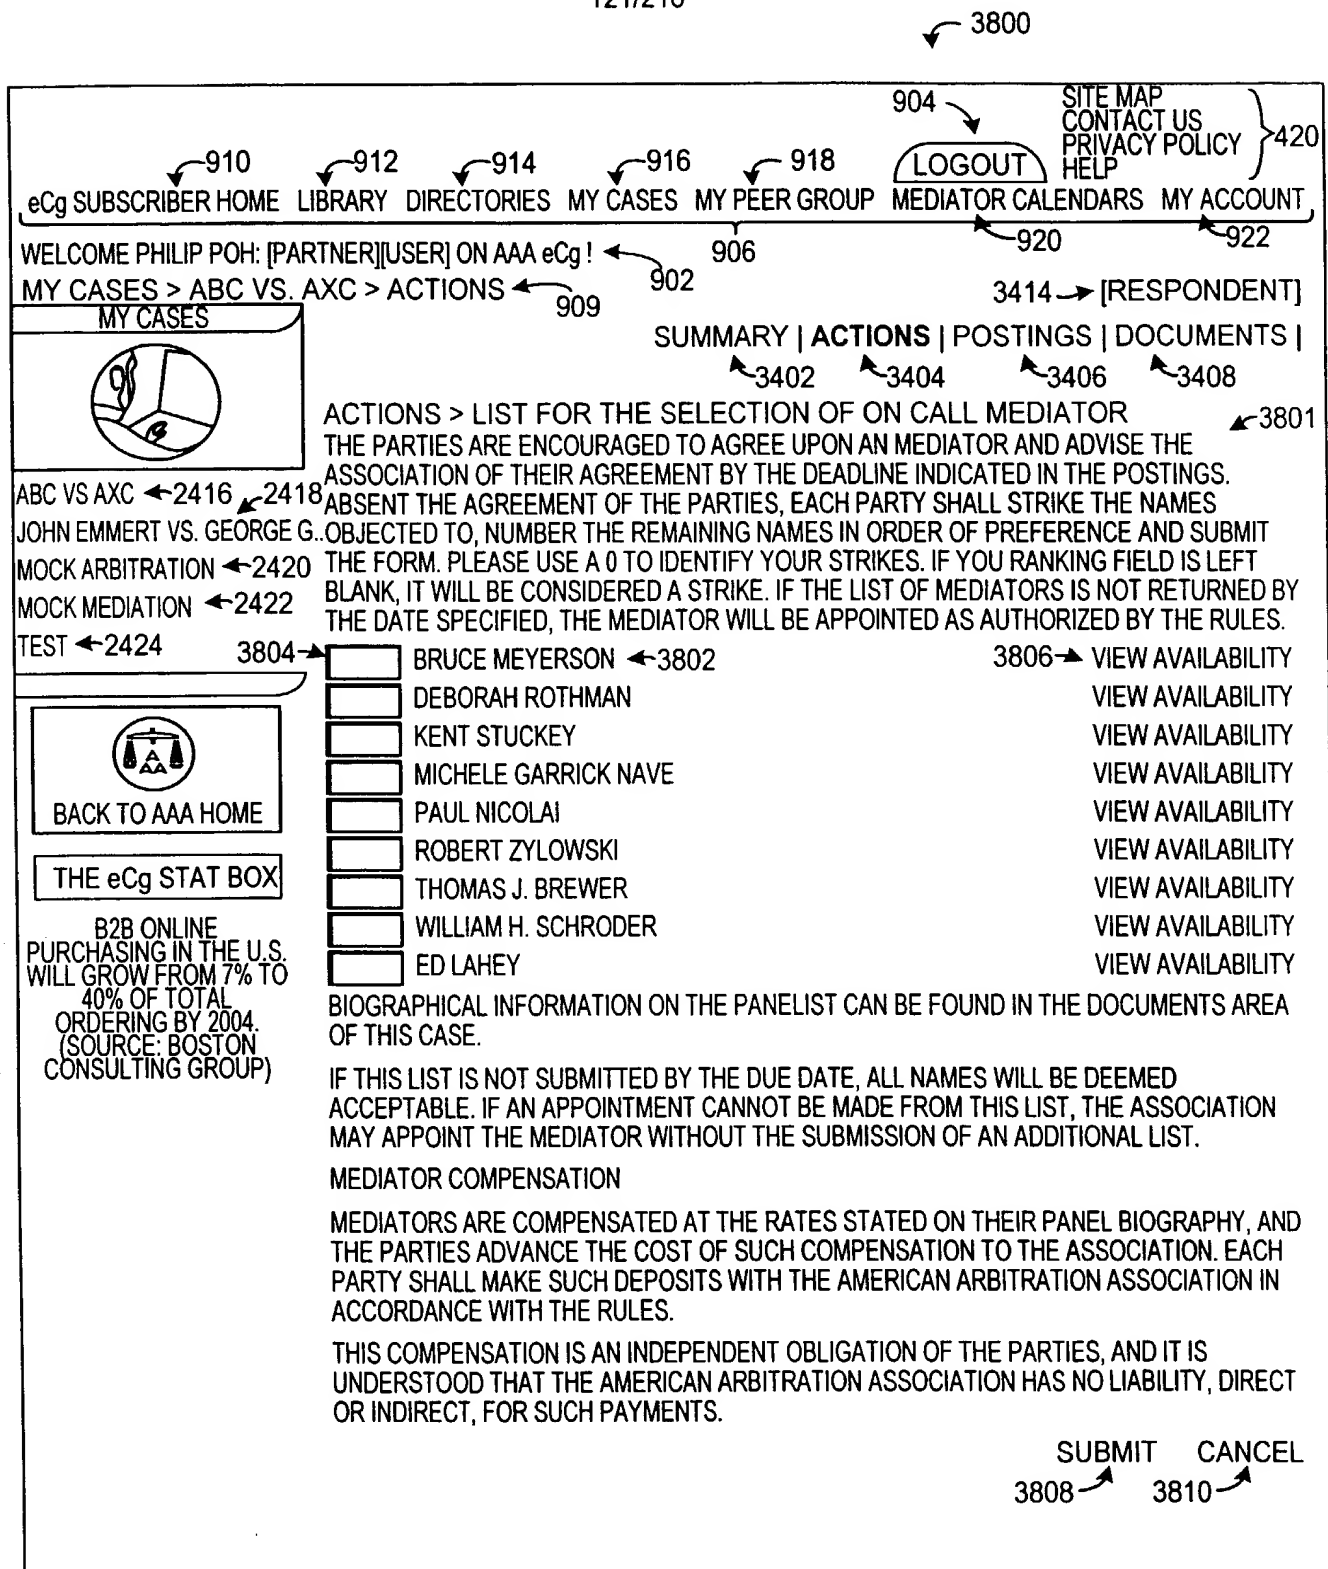 3800
904
SITE MAP
CONTACT US
PRIVACY POLICY
HELP
420
910
912
914
916
918
LOGOUT
eCg SUBSCRIBER HOME LIBRARY DIRECTORIES MY CASES MY PEER GROUP MEDIATOR CALENDARS MY ACCOUNT
906
920
922
WELCOME PHILIP POH: [PARTNER][USER] ON AAA eCg !
902
MY CASES > ABC VS. AXC > ACTIONS
909
3414 [RESPONDENT]
SUMMARY | ACTIONS | POSTINGS | DOCUMENTS |
3402 3404 3406 3408
MY CASES
ABC VS AXC 2416 2418
JOHN EMMERT VS. GEORGE G..
MOCK ARBITRATION 2420
MOCK MEDIATION 2422
TEST 2424
A
AA
BACK TO AAA HOME
THE eCg STAT BOX
B2B ONLINE
PURCHASING IN THE U.S.
WILL GROW FROM 7% TO
40% OF TOTAL
ORDERING BY 2004.
(SOURCE: BOSTON
CONSULTING GROUP)
ACTIONS > LIST FOR THE SELECTION OF ON CALL MEDIATOR
3801
THE PARTIES ARE ENCOURAGED TO AGREE UPON AN MEDIATOR AND ADVISE THE
ASSOCIATION OF THEIR AGREEMENT BY THE DEADLINE INDICATED IN THE POSTINGS.
ABSENT THE AGREEMENT OF THE PARTIES, EACH PARTY SHALL STRIKE THE NAMES
OBJECTED TO, NUMBER THE REMAINING NAMES IN ORDER OF PREFERENCE AND SUBMIT
THE FORM. PLEASE USE A 0 TO IDENTIFY YOUR STRIKES. IF YOU RANKING FIELD IS LEFT
BLANK, IT WILL BE CONSIDERED A STRIKE. IF THE LIST OF MEDIATORS IS NOT RETURNED BY
THE DATE SPECIFIED, THE MEDIATOR WILL BE APPOINTED AS AUTHORIZED BY THE RULES.
3804 BRUCE MEYERSON 3802 3806 VIEW AVAILABILITY
DEBORAH ROTHMAN VIEW AVAILABILITY
KENT STUCKEY VIEW AVAILABILITY
MICHELE GARRICK NAVE VIEW AVAILABILITY
PAUL NICOLAI VIEW AVAILABILITY
ROBERT ZYLOWSKI VIEW AVAILABILITY
THOMAS J. BREWER VIEW AVAILABILITY
WILLIAM H. SCHRODER VIEW AVAILABILITY
ED LAHEY VIEW AVAILABILITY
BIOGRAPHICAL INFORMATION ON THE PANELIST CAN BE FOUND IN THE DOCUMENTS AREA
OF THIS CASE.
IF THIS LIST IS NOT SUBMITTED BY THE DUE DATE, ALL NAMES WILL BE DEEMED
ACCEPTABLE. IF AN APPOINTMENT CANNOT BE MADE FROM THIS LIST, THE ASSOCIATION
MAY APPOINT THE MEDIATOR WITHOUT THE SUBMISSION OF AN ADDITIONAL LIST.
MEDIATOR COMPENSATION
MEDIATORS ARE COMPENSATED AT THE RATES STATED ON THEIR PANEL BIOGRAPHY, AND
THE PARTIES ADVANCE THE COST OF SUCH COMPENSATION TO THE ASSOCIATION. EACH
PARTY SHALL MAKE SUCH DEPOSITS WITH THE AMERICAN ARBITRATION ASSOCIATION IN
ACCORDANCE WITH THE RULES.
THIS COMPENSATION IS AN INDEPENDENT OBLIGATION OF THE PARTIES, AND IT IS
UNDERSTOOD THAT THE AMERICAN ARBITRATION ASSOCIATION HAS NO LIABILITY, DIRECT
OR INDIRECT, FOR SUCH PAYMENTS.
SUBMIT CANCEL
3808 3810